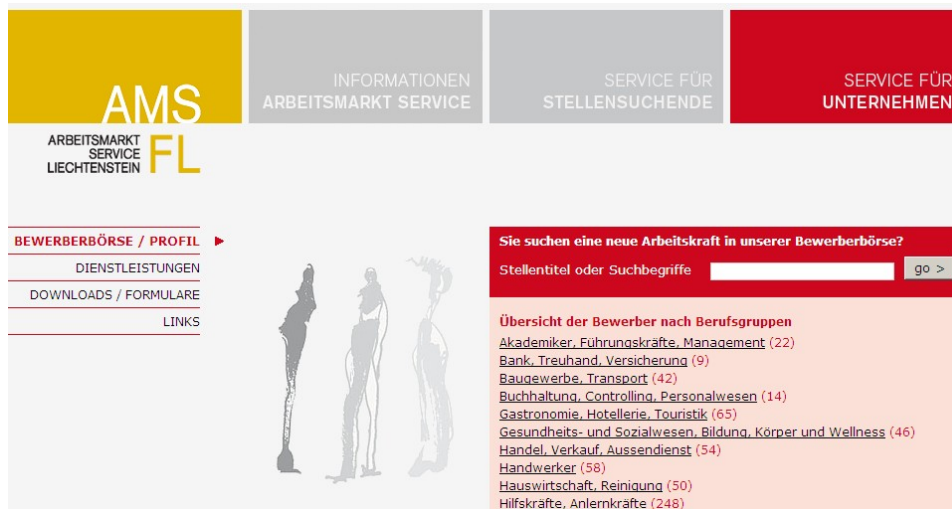 AMS
ARBEITSMARKT
SERVICE
LIECHTENSTEIN
FL
INFORMATIONEN
ARBEITSMARKT SERVICE
SERVICE FÜR
STELLENSUCHENDE
SERVICE FÜR
UNTERNEHMEN
BEWERBERBÖRSE / PROFIL
DIENSTLEISTUNGEN
DOWNLOADS / FORMULARE
LINKS
Sie suchen eine neue Arbeitskraft in unserer Bewerberbörse?
Stellentitel oder Suchbegriffe go >
Übersicht der Bewerber nach Berufsgruppen
Akademiker, Führungskräfte, Management (22)
Bank, Treuhand, Versicherung (9)
Baugewerbe, Transport (42)
Buchhaltung, Controlling, Personalwesen (14)
Gastronomie, Hotellerie, Touristik (65)
Gesundheits- und Sozialwesen, Bildung, Körper und Wellness (46)
Handel, Verkauf, Aussendienst (54)
Handwerker (58)
Hauswirtschaft, Reinigung (50)
Hilfskräfte, Anlernkräfte (248)